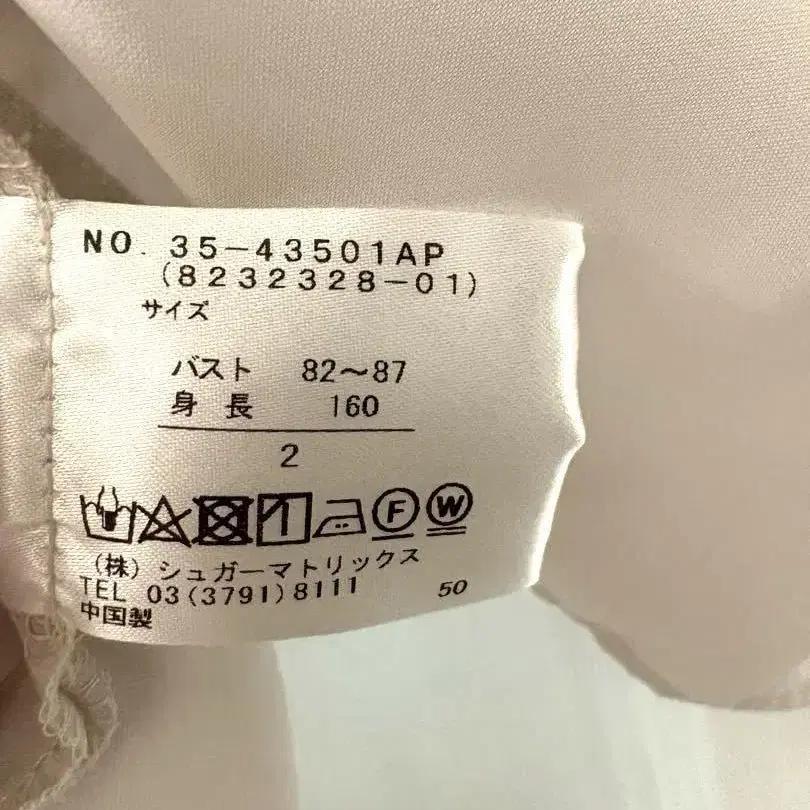 NO. 35-43501AP
(8232328-01)
サイズ
バスト 82～87
身長 160
2
F W
(株) シュガーマトリックス
TEL 03(3791)8111 50
中国製